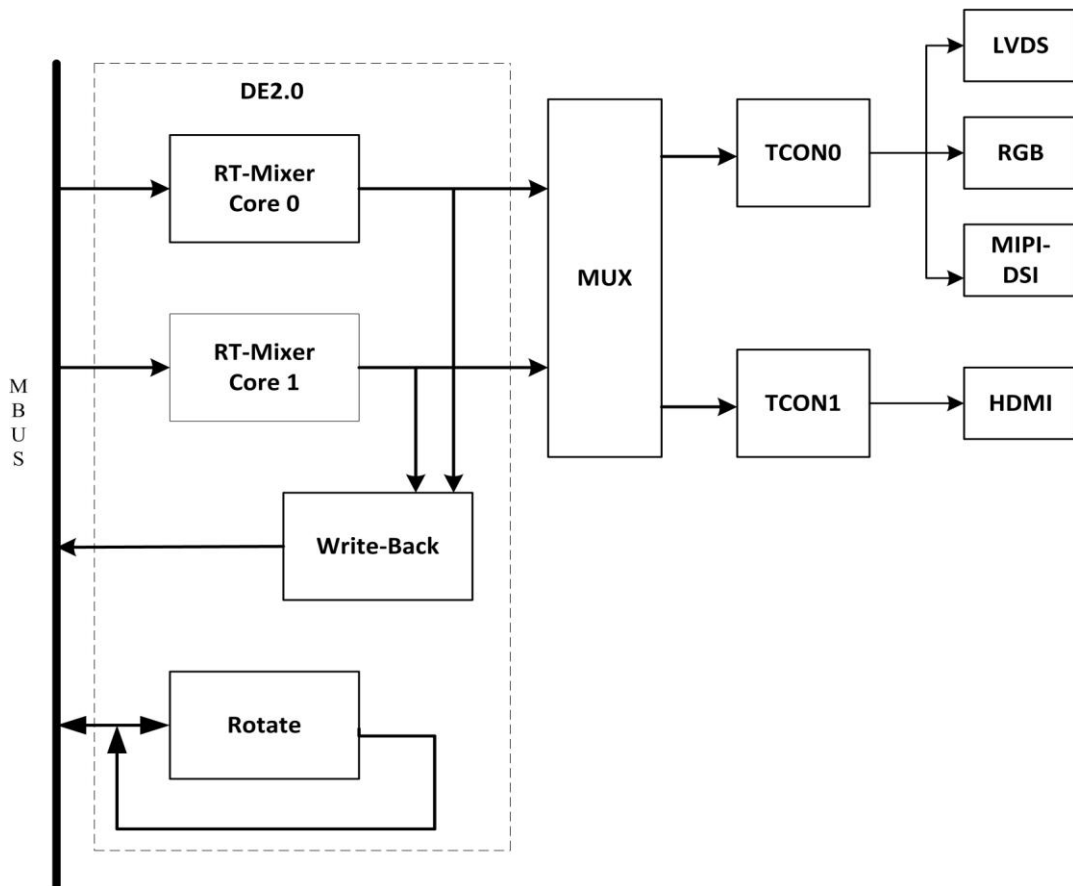 DE2.0
RT-Mixer
Core 0
RT-Mixer
Core 1
Write-Back
Rotate
M
B
U
S
MUX
TCON0
TCON1
LVDS
RGB
MIPI-
DSI
HDMI